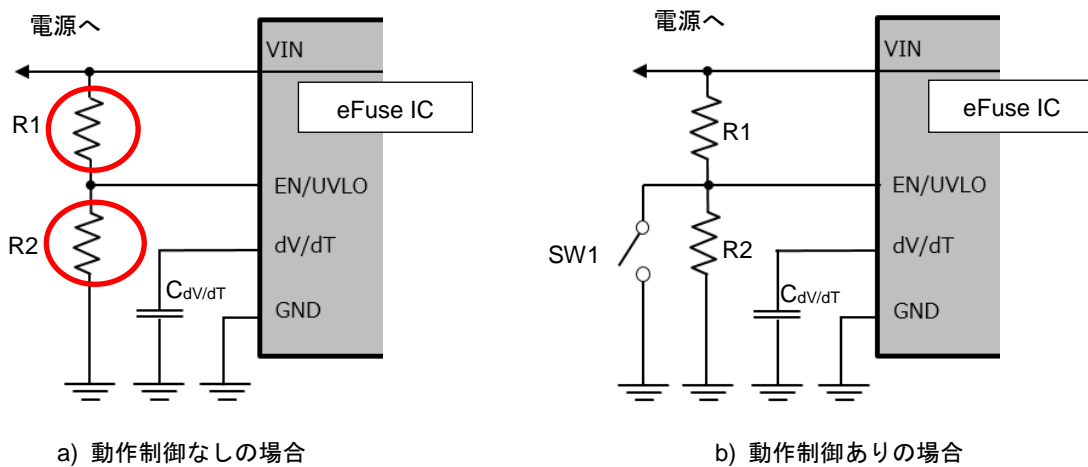 電源へ
VIN
eFuse IC
R1
EN/UVLO
R2
dV/dT
CdV/dT
GND
a) 動作制御なしの場合
電源へ
VIN
eFuse IC
R1
EN/UVLO
SW1
R2
dV/dT
CdV/dT
GND
b) 動作制御ありの場合